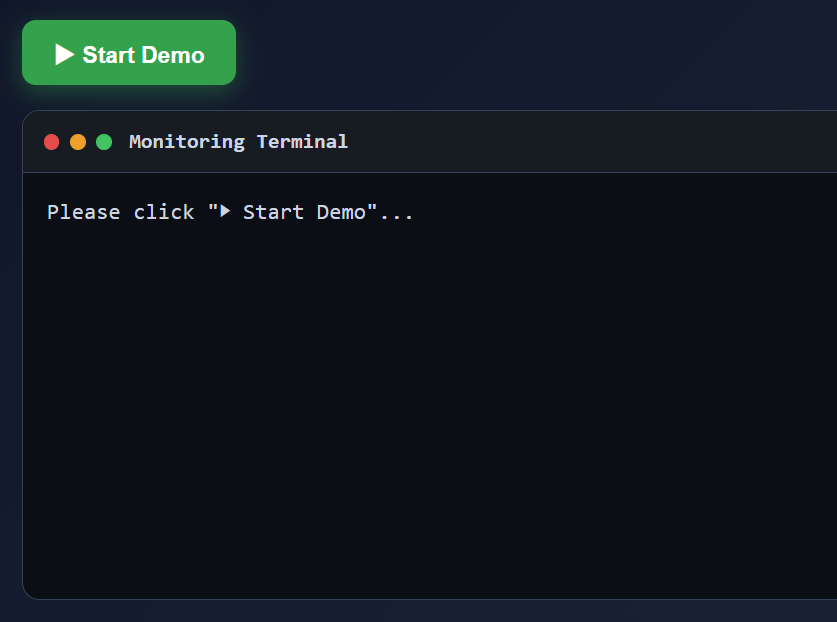 ▶ Start Demo
Monitoring Terminal
Please click "▶ Start Demo"...